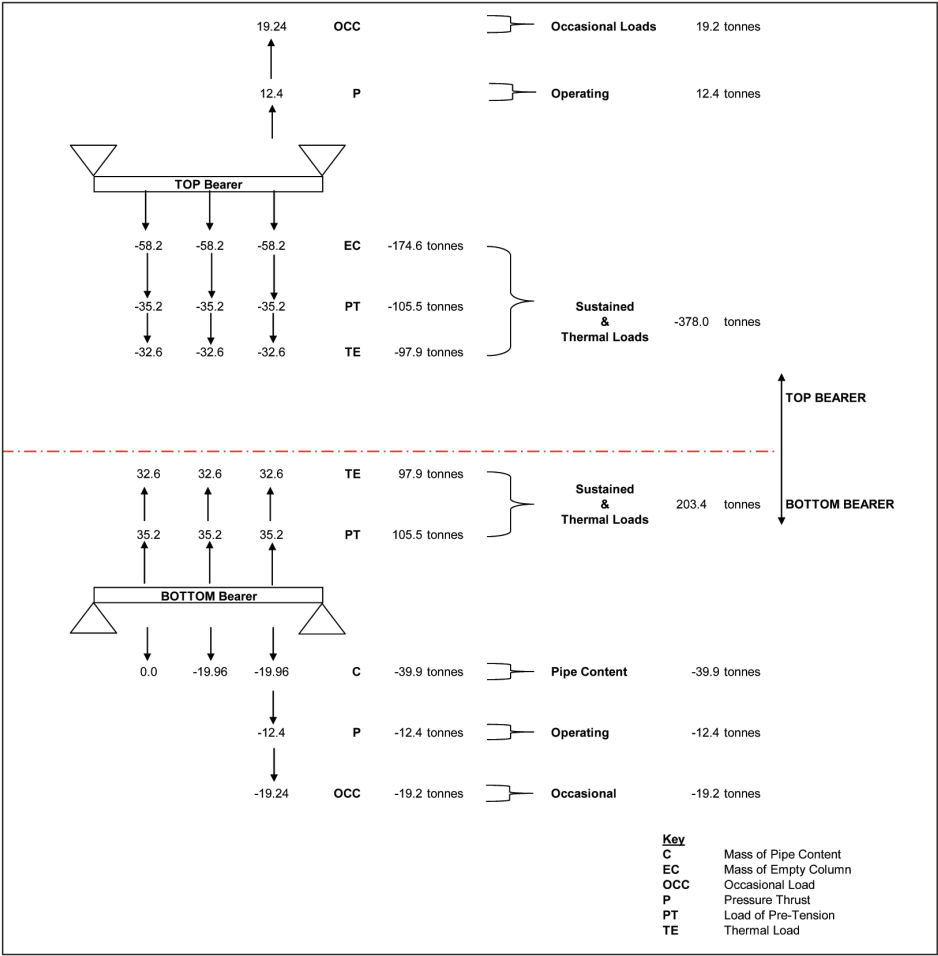 19.24 OCC Occasional Loads 19.2 tonnes
12.4 P Operating 12.4 tonnes
TOP Bearer
-58.2 -58.2 -58.2 EC -174.6 tonnes
-35.2 -35.2 -35.2 PT -105.5 tonnes
Sustained
& -378.0 tonnes
Thermal Loads
-32.6 -32.6 -32.6 TE -97.9 tonnes
TOP BEARER
32.6 32.6 32.6 TE 97.9 tonnes
Sustained
& 203.4 tonnes BOTTOM BEARER
Thermal Loads
35.2 35.2 35.2 PT 105.5 tonnes
BOTTOM Bearer
0.0 -19.96 -19.96 C -39.9 tonnes Pipe Content -39.9 tonnes
-12.4 P -12.4 tonnes Operating -12.4 tonnes
-19.24 OCC -19.2 tonnes Occasional -19.2 tonnes
Key
C Mass of Pipe Content
EC Mass of Empty Column
OCC Occasional Load
P Pressure Thrust
PT Load of Pre-Tension
TE Thermal Load